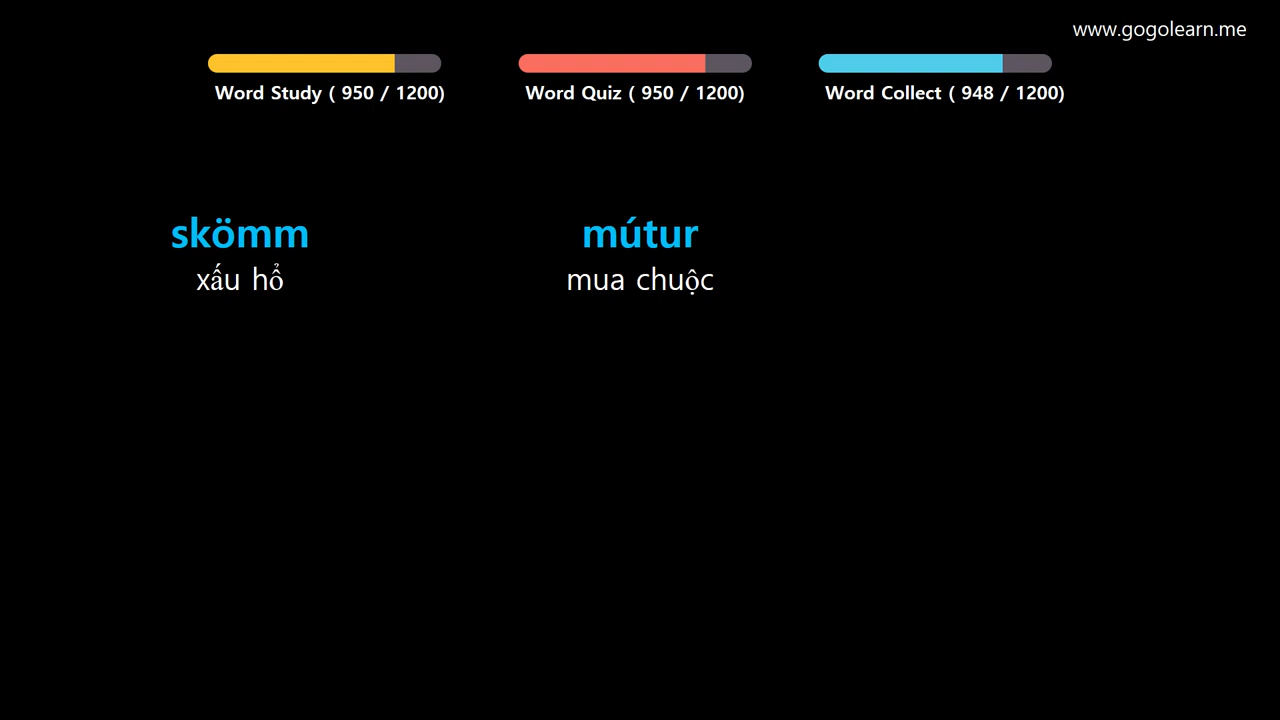 www.gogolearn.me
Word Study ( 950 / 1200)
Word Quiz ( 950 / 1200)
Word Collect ( 948 / 1200)
skömm
xấu hổ
mútur
mua chuộc